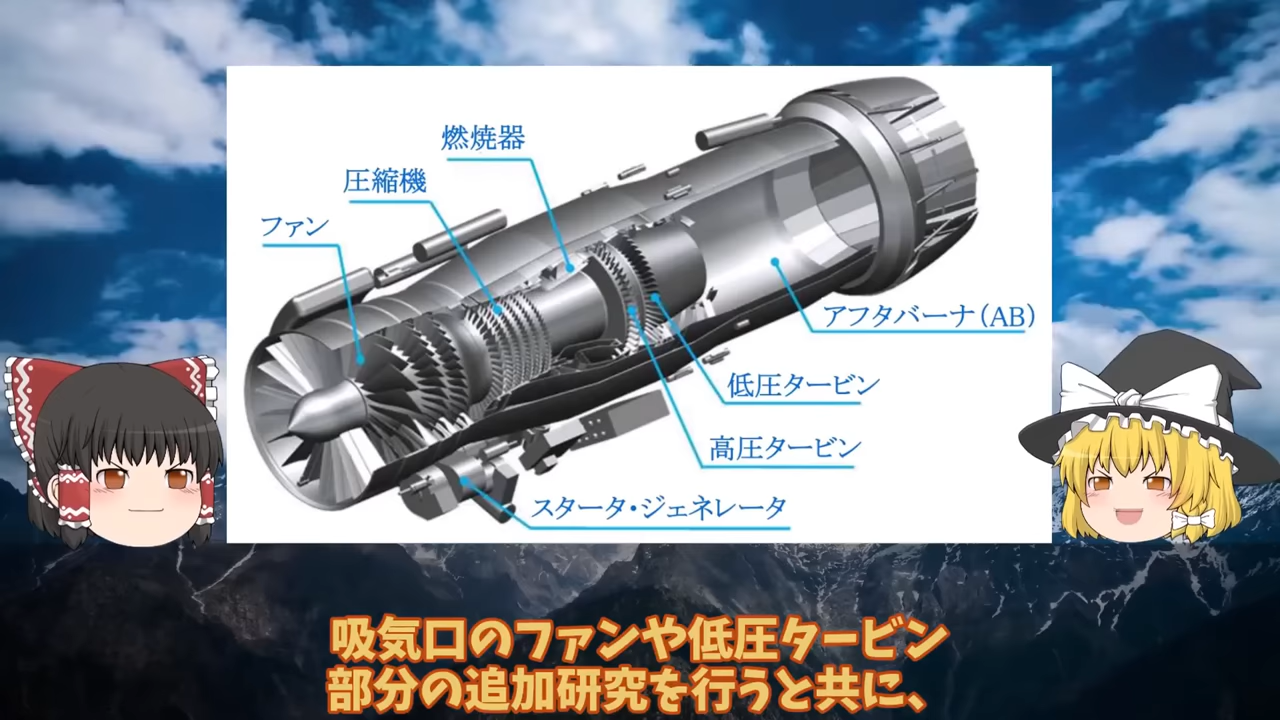 燃焼器
圧縮機
ファン
アフタバーナ(AB)
低圧タービン
高圧タービン
スタータ・ジェネレータ
吸気口のファンや低圧タービン
部分の追加研究を行うと共に、